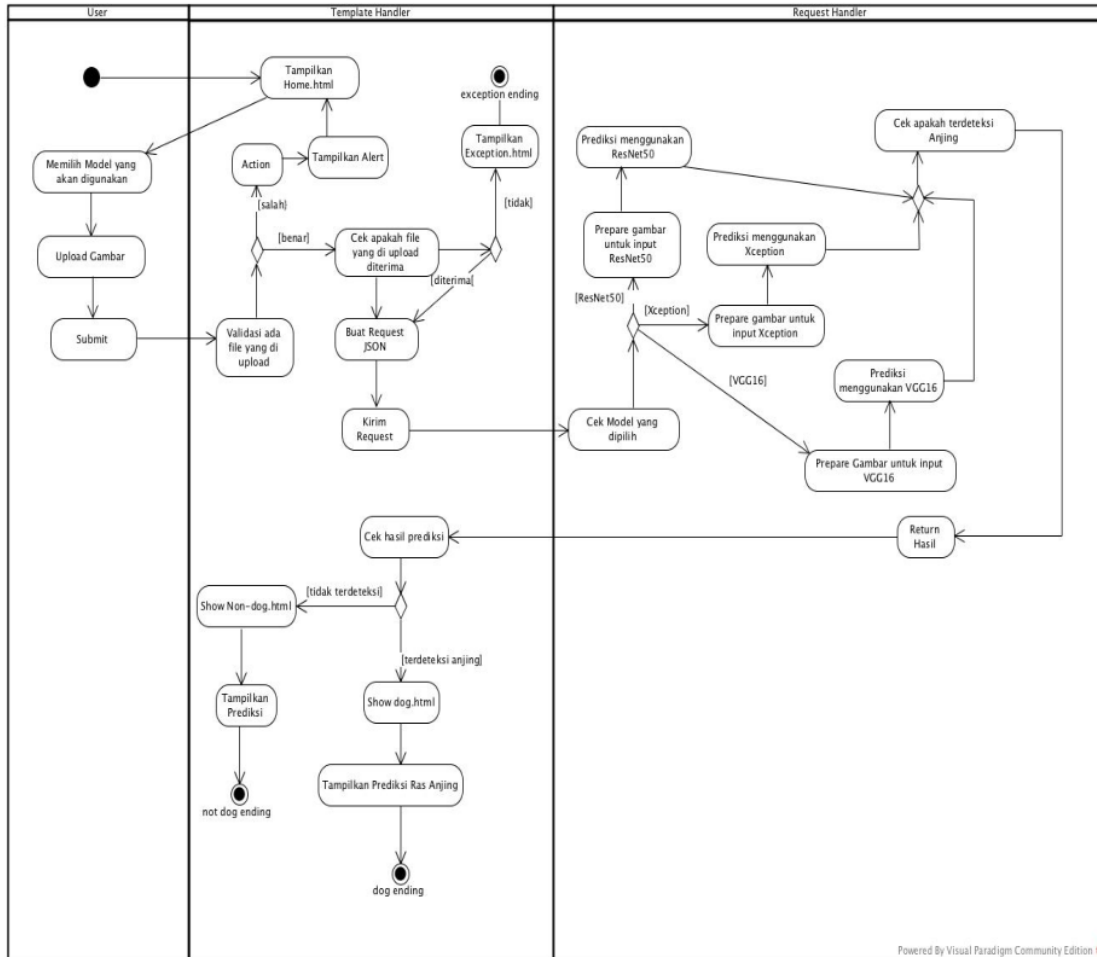 User
Template Handler
Request Handler
Tampilkan
Home.html
exception ending
Memilih Model yang
akan digunakan
Action
Tampilkan Alert
Tampilkan
Exception.html
[salah}
[benar]
[tidak]
Upload Gambar
Cek apakah file
yang di upload
diterima
[diterima[
Submit
Validasi ada
file yang di
upload
Buat Request
JSON
Kirim
Request
Prediksi menggunakan
ResNet50
Cek apakah terdeteksi
Anjing
Prepare gambar
untuk input
ResNet50
Prediksi menggunakan
Xception
[ResNet50]
[Xception]
Prepare gambar untuk
input Xception
[VGG16]
Prediksi
menggunakan VGG16
Cek Model yang
dipilih
Prepare Gambar untuk input
VGG16
Return
Hasil
Cek hasil prediksi
[tidak terdeteksi]
Show Non-dog.html
[terdeteksi anjing]
Tampilkan
Prediksi
Show dog.html
not dog ending
Tampilkan Prediksi Ras Anjing
dog ending
Powered By Visual Paradigm Community Edition